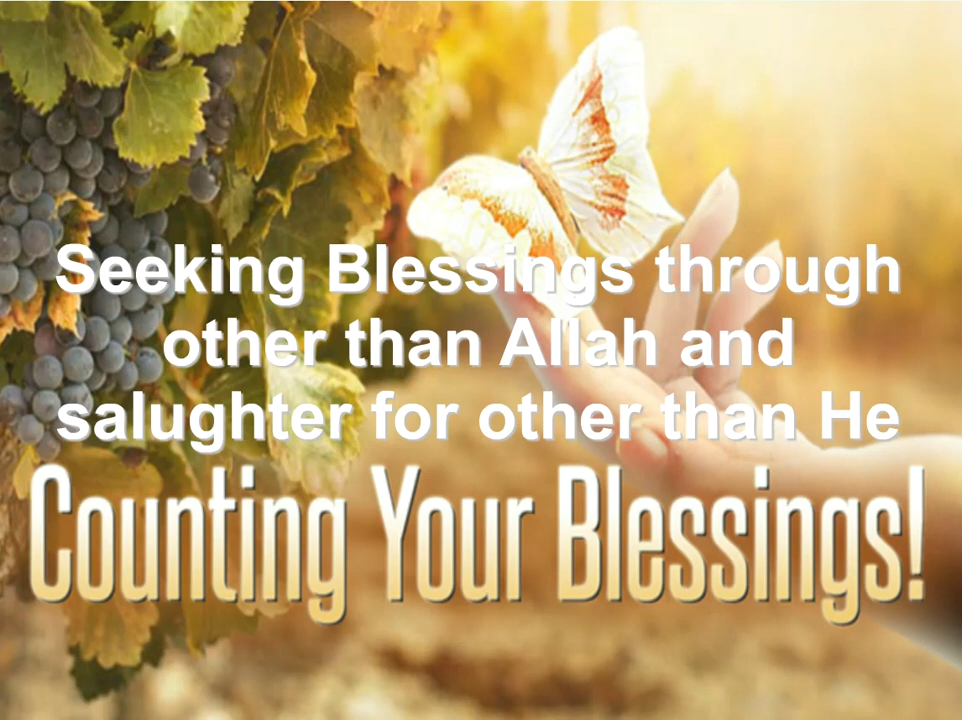 Seeking Blessings through
other than Allah and
salughter for other than He
Counting Your Blessings!